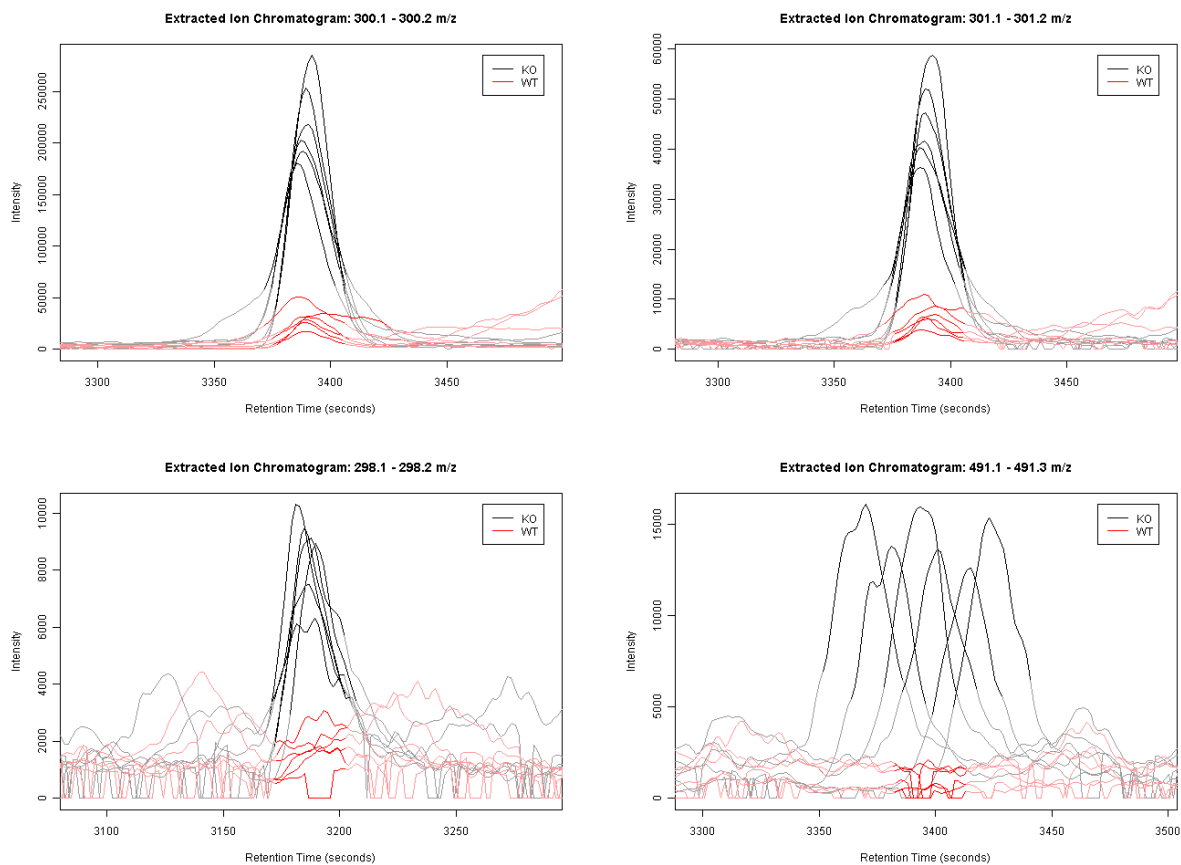 Extracted Ion Chromatogram: 300.1 - 300.2 m/z
Intensity
250000
200000
150000
100000
50000
0
KO
WT
3300
3350
3400
3450
Retention Time (seconds)
Extracted Ion Chromatogram: 301.1 - 301.2 m/z
Intensity
60000
50000
40000
30000
20000
10000
0
KO
WT
3300
3350
3400
3450
Retention Time (seconds)
Extracted Ion Chromatogram: 298.1 - 298.2 m/z
Intensity
10000
8000
6000
4000
2000
0
KO
WT
3100
3150
3200
3250
Retention Time (seconds)
Extracted Ion Chromatogram: 491.1 - 491.3 m/z
Intensity
15000
10000
5000
0
KO
WT
3300
3350
3400
3450
3500
Retention Time (seconds)